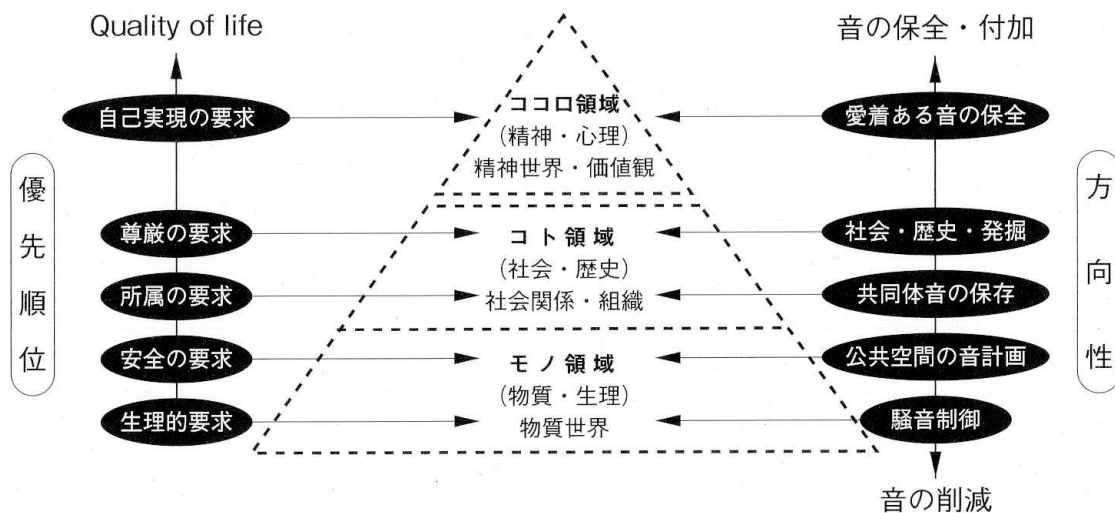 Quality of life
音の保全・付加
自己実現の要求
ココロ領域
(精神・心理)
精神世界・価値観
愛着ある音の保全
優先順位
方向性
尊厳の要求
コト領域
(社会・歴史)
社会関係・組織
社会・歴史・発掘
所属の要求
共同体音の保存
安全の要求
モノ領域
(物質・生理)
物質世界
公共空間の音計画
生理的要求
騒音制御
音の削減